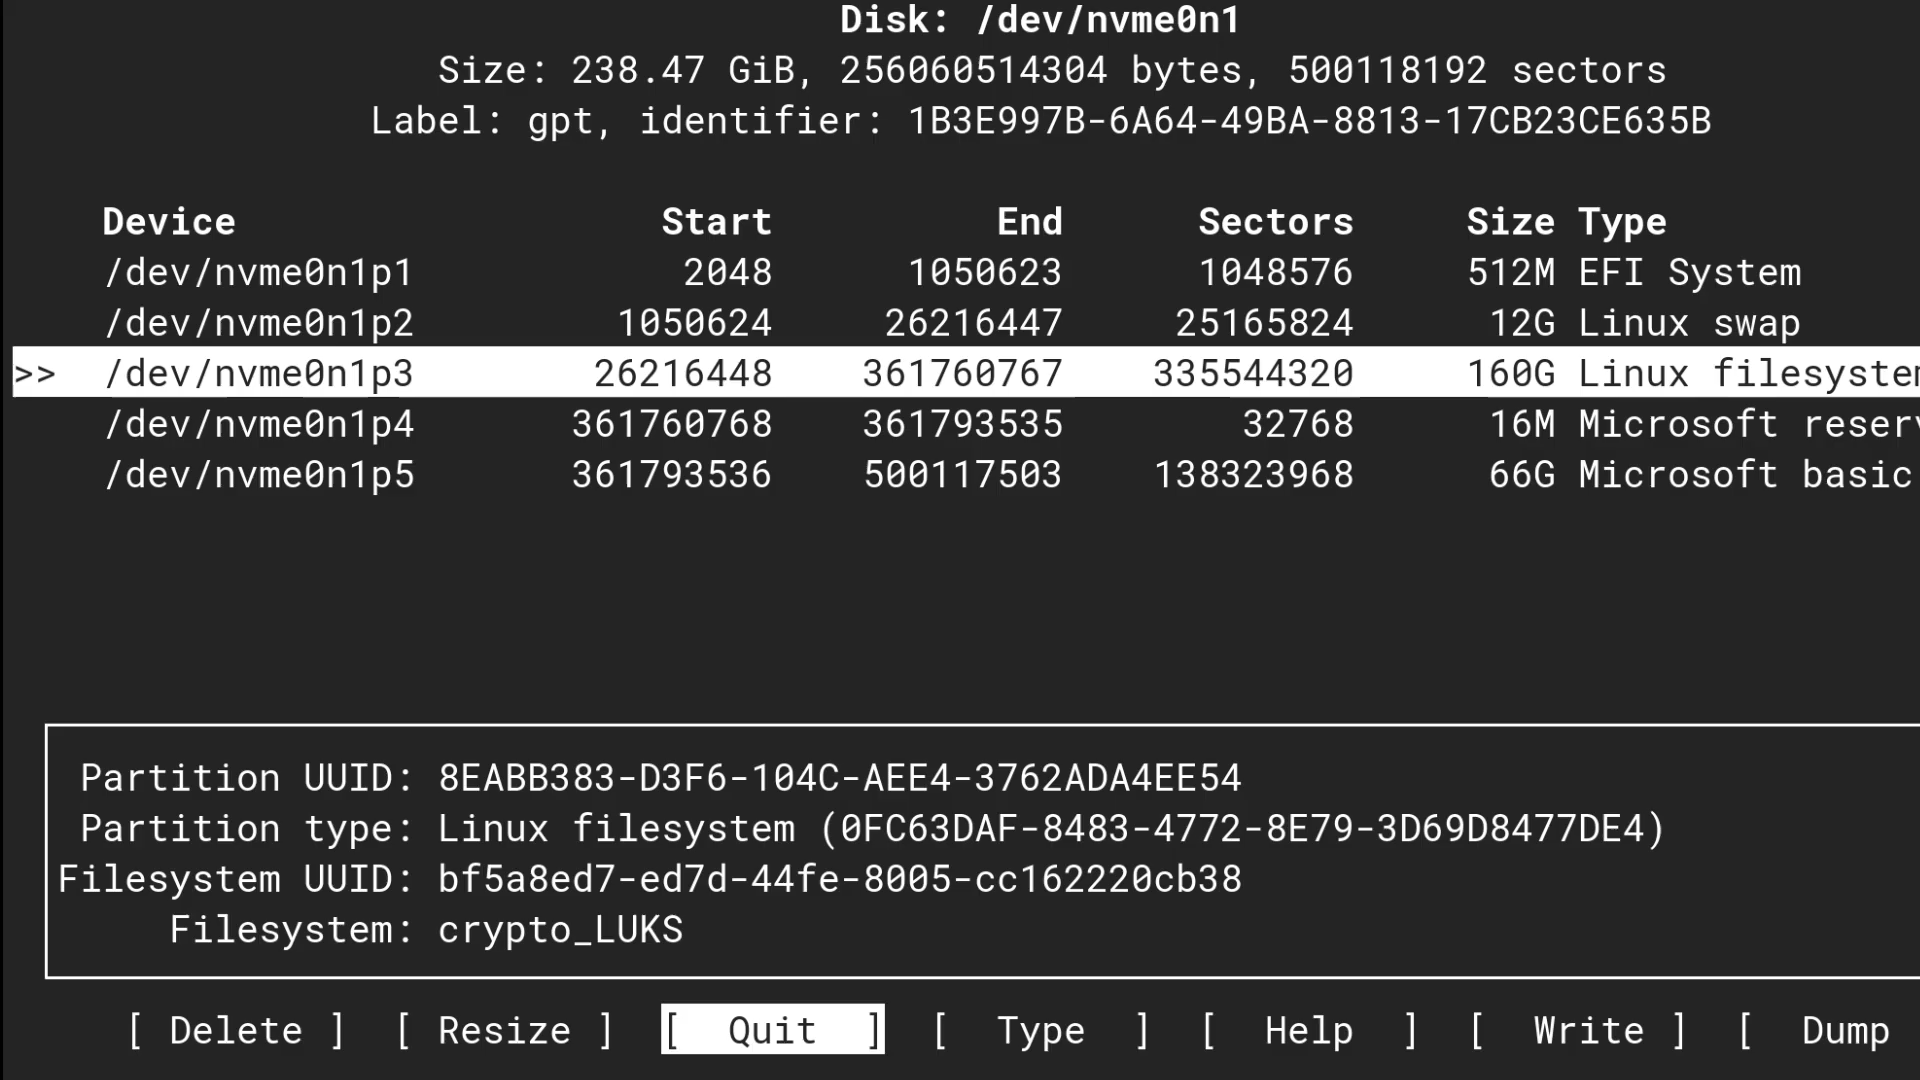 Disk: /dev/nvme0n1
Size: 238.47 GiB, 256060514304 bytes, 500118192 sectors
Label: gpt, identifier: 1B3E997B-6A64-49BA-8813-17CB23CE635B
Device Start End Sectors Size Type
/dev/nvme0n1p1 2048 1050623 1048576 512M EFI System
/dev/nvme0n1p2 1050624 26216447 25165824 12G Linux swap
>> /dev/nvme0n1p3 26216448 361760767 335544320 160G Linux filesystem
/dev/nvme0n1p4 361760768 361793535 32768 16M Microsoft reserv
/dev/nvme0n1p5 361793536 500117503 138323968 66G Microsoft basic
Partition UUID: 8EABB383-D3F6-104C-AEE4-3762ADA4EE54
Partition type: Linux filesystem (0FC63DAF-8483-4772-8E79-3D69D8477DE4)
Filesystem UUID: bf5a8ed7-ed7d-44fe-8005-cc162220cb38
Filesystem: crypto_LUKS
[ Delete ] [ Resize ] [ Quit ] [ Type ] [ Help ] [ Write ] [ Dump